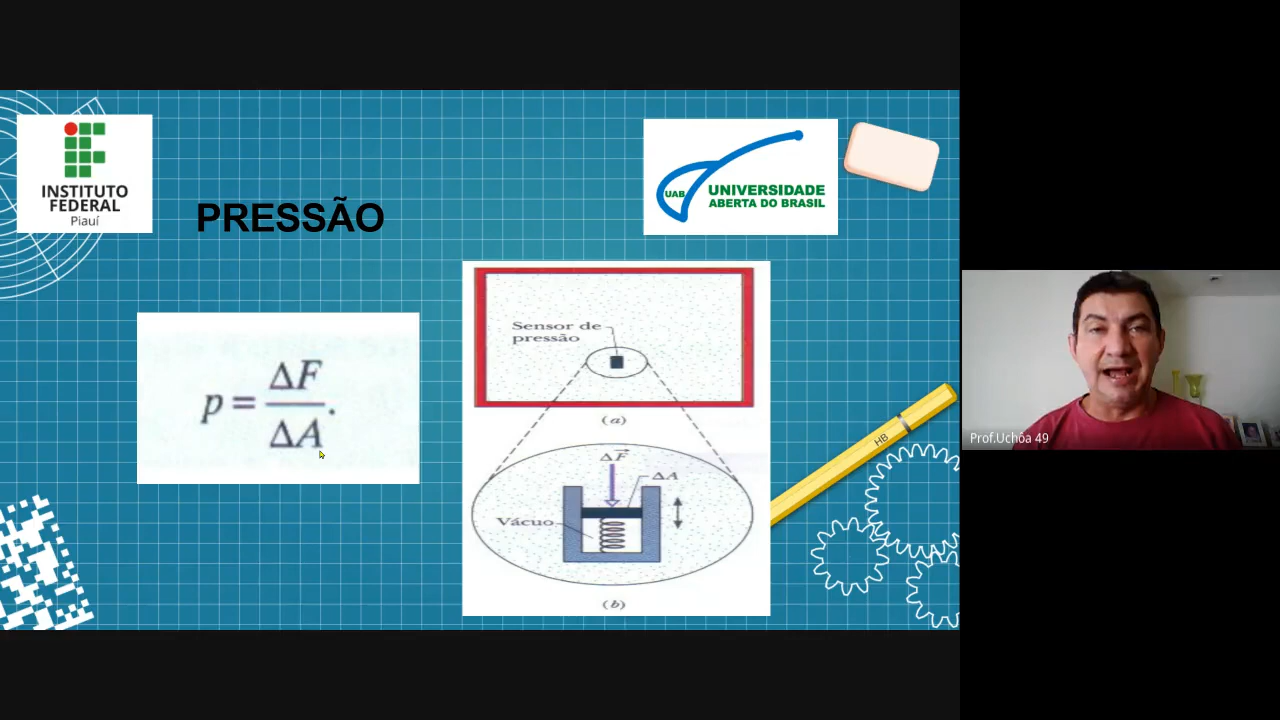 INSTITUTO
FEDERAL
Piauí
PRESSÃO
UAB
UNIVERSIDADE
ABERTA DO BRASIL
p = ΔF / ΔA.
Sensor de
pressão
(a)
ΔF⃗
ΔA
Vácuo
(b)
HB
Prof.Uchôa 49